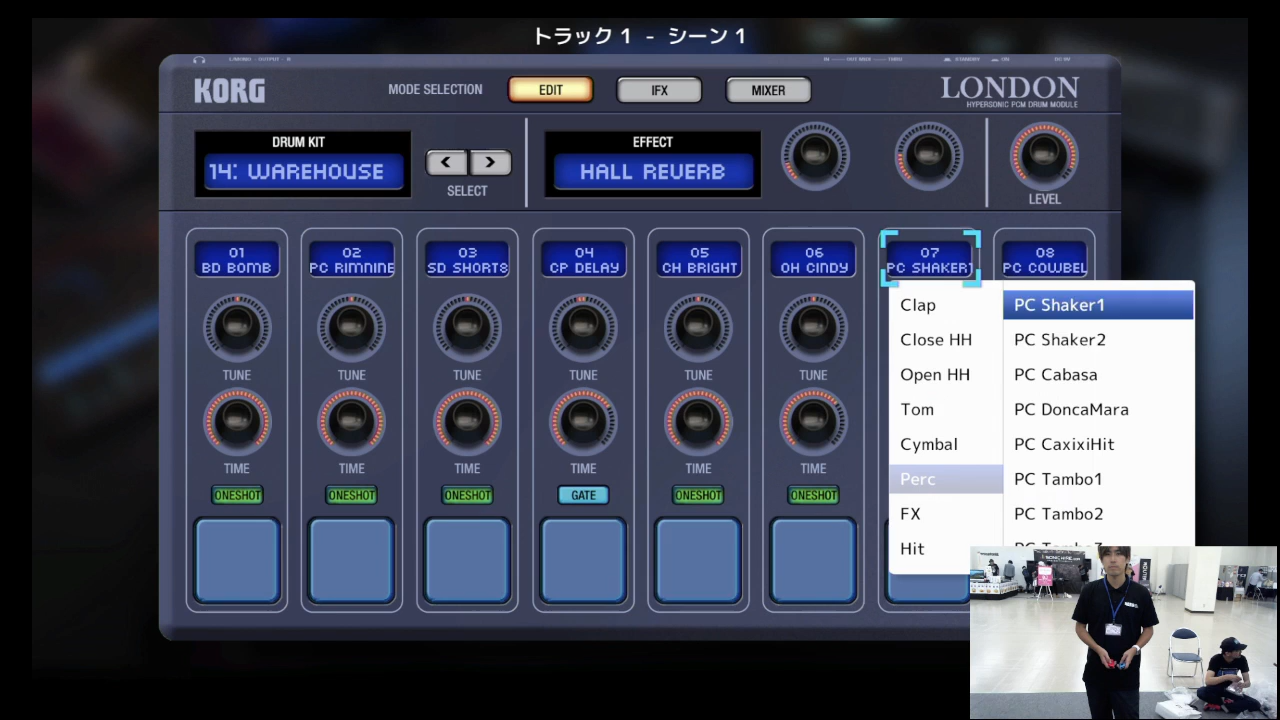 トラック1 - シーン1
KORG
MODE SELECTION
EDIT
IFX
MIXER
LONDON
HYPERSONIC PCM DRUM MODULE
DRUM KIT
14: WAREHOUSE
SELECT
EFFECT
HALL REVERB
LEVEL
01
BD BOMB
02
PC RIMNINE
03
SD SHORT8
04
CP DELAY
05
CH BRIGHT
06
OH CINDY
07
PC SHAKER1
08
PC COWBEL
TUNE
TUNE
TUNE
TUNE
TUNE
TUNE
TIME
TIME
TIME
TIME
TIME
TIME
ONESHOT
ONESHOT
ONESHOT
GATE
ONESHOT
ONESHOT
Clap
Close HH
Open HH
Tom
Cymbal
Perc
FX
Hit
PC Shaker1
PC Shaker2
PC Cabasa
PC DoncaMara
PC CaxixiHit
PC Tambo1
PC Tambo2